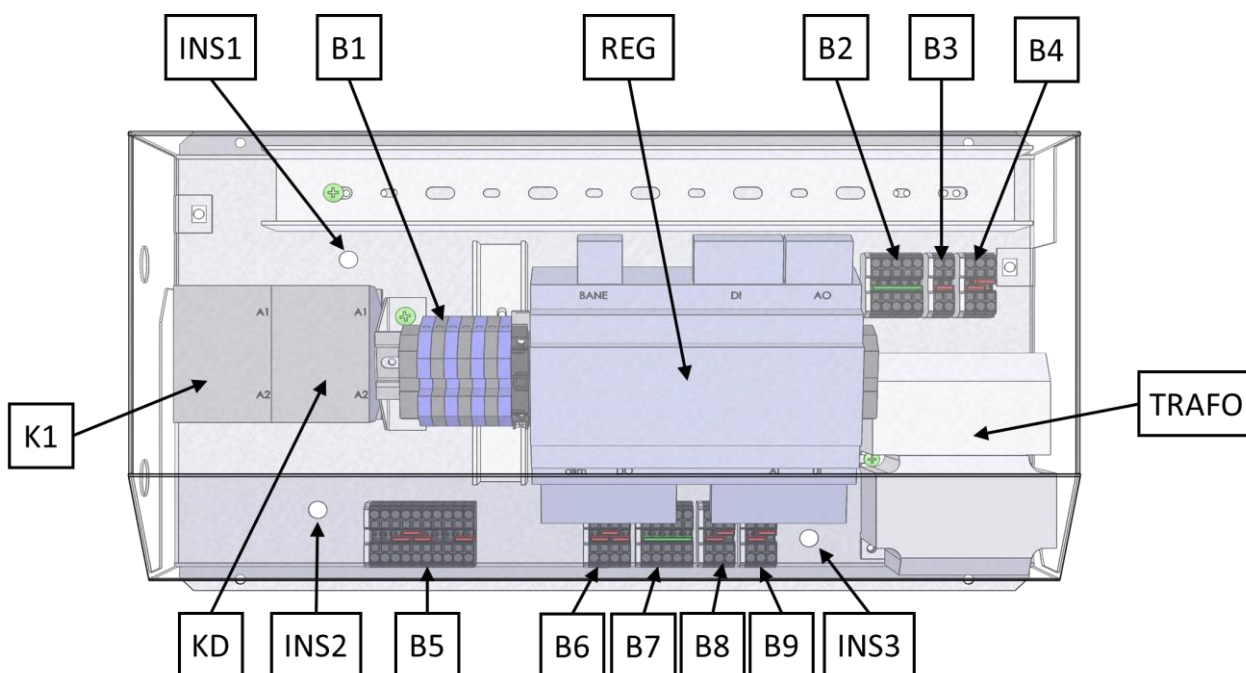 INS1 B1 REG B2 B3 B4
BANE DI AO
A1 A1
A2 A2
TRAFO
K1
alim DO AI UI
KD INS2 B5 B6 B7 B8 B9 INS3